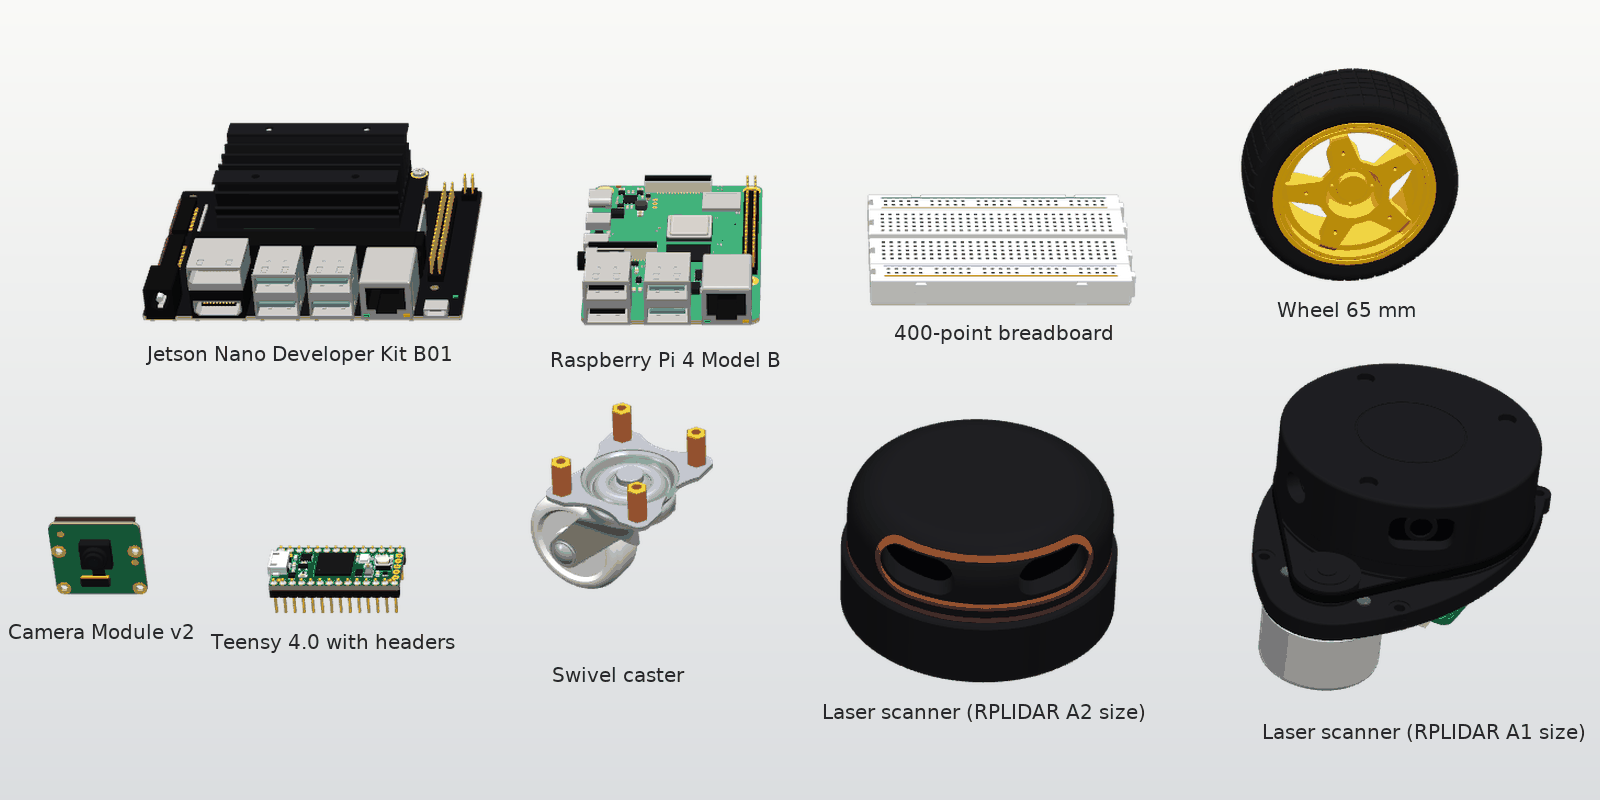 Jetson Nano Developer Kit B01
Raspberry Pi 4 Model B
400-point breadboard
Wheel 65 mm
Camera Module v2
Teensy 4.0 with headers
Swivel caster
Laser scanner (RPLIDAR A2 size)
Laser scanner (RPLIDAR A1 size)